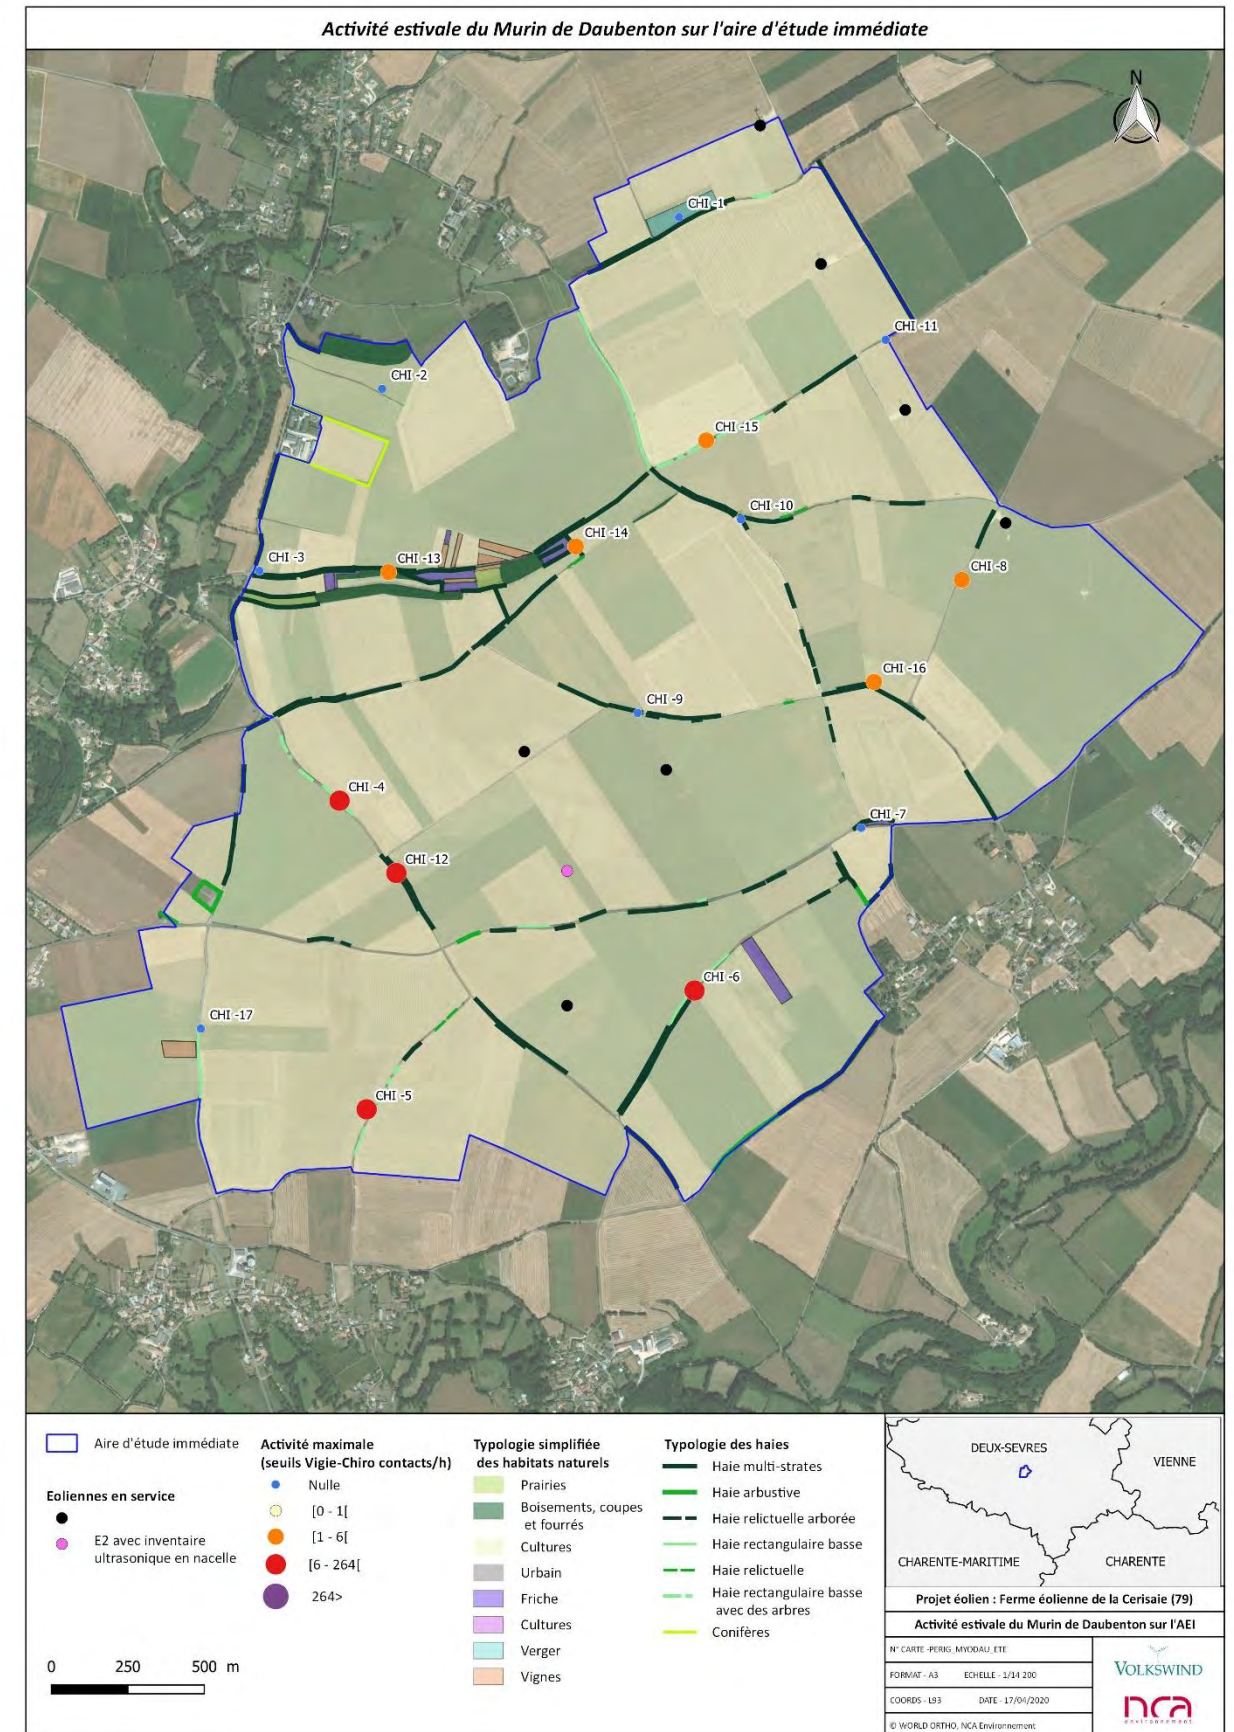 Activité estivale du Murin de Daubenton sur l'aire d'étude immédiate
N
CHI -1
CHI -11
CHI -2
CHI -15
CHI -10
CHI -14
CHI -3
CHI -13
CHI -8
CHI -16
CHI -9
CHI -4
CHI -7
CHI -12
CHI -6
CHI -17
CHI -5
Aire d'étude immédiate
Eoliennes en service
E2 avec inventaire
ultrasonique en nacelle
0 250 500 m
Activité maximale
(seuils Vigie-Chiro contacts/h)
Nulle
[0 - 1[
[1 - 6[
[6 - 264[
264>
Typologie simplifiée
des habitats naturels
Prairies
Boisements, coupes
et fourrés
Cultures
Urbain
Friche
Cultures
Verger
Vignes
Typologie des haies
Haie multi-strates
Haie arbustive
Haie relictuelle arborée
Haie rectangulaire basse
Haie relictuelle
Haie rectangulaire basse
avec des arbres
Conifères
DEUX-SEVRES
VIENNE
CHARENTE-MARITIME
CHARENTE
Projet éolien : Ferme éolienne de la Cerisaie (79)
Activité estivale du Murin de Daubenton sur l'AEI
N° CARTE -PERIG_MYODAU_ETE
FORMAT - A3 ECHELLE - 1/14 200
COORDS - L93 DATE - 17/04/2020
© WORLD ORTHO, NCA Environnement
VOLKSWIND
nca
environnement